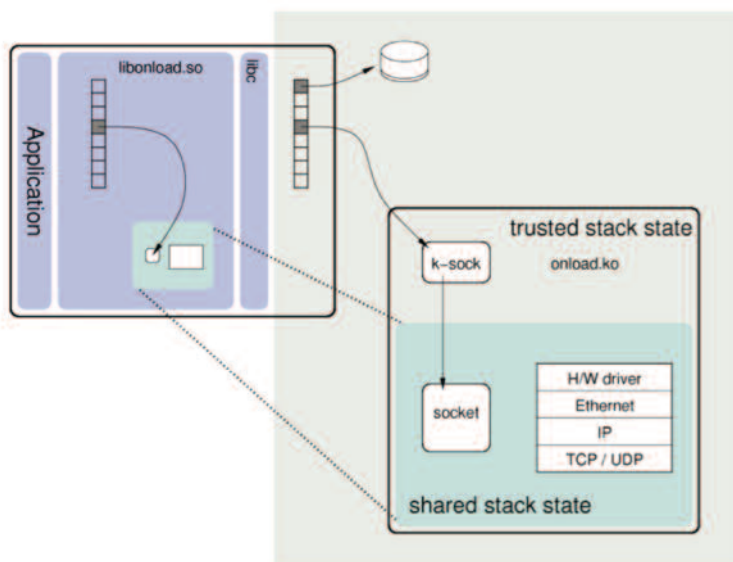 libonload.so
libc
Application
trusted stack state
k-sock
onload.ko
H/W driver
Ethernet
socket
IP
TCP / UDP
shared stack state